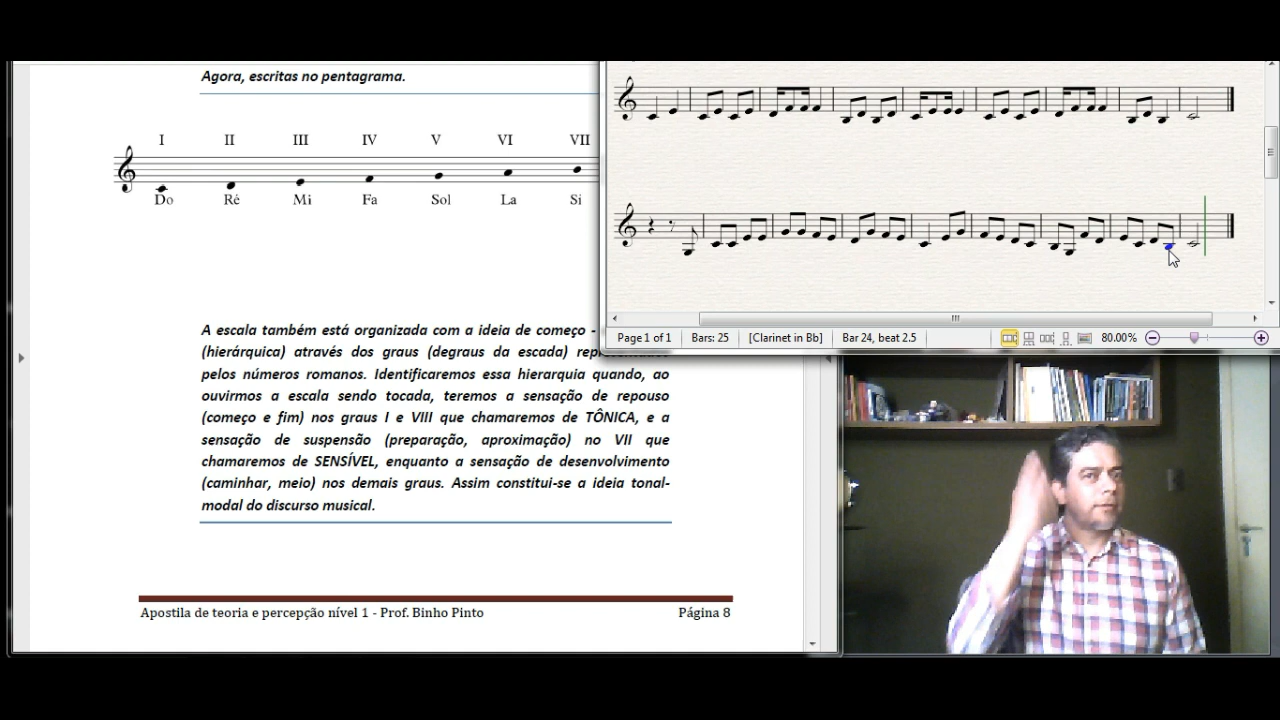 Agora, escritas no pentagrama.
I II III IV V VI VII
Do Ré Mi Fa Sol La Si
A escala também está organizada com a ideia de começo -
(hierárquica) através dos graus (degraus da escada)
pelos números romanos. Identificaremos essa hierarquia quando, ao
ouvirmos a escala sendo tocada, teremos a sensação de repouso
(começo e fim) nos graus I e VIII que chamaremos de TÔNICA, e a
sensação de suspensão (preparação, aproximação) no VII que
chamaremos de SENSÍVEL, enquanto a sensação de desenvolvimento
(caminhar, meio) nos demais graus. Assim constitui-se a ideia tonal-
modal do discurso musical.
Apostila de teoria e percepção nível 1 - Prof. Binho Pinto Página 8
Page 1 of 1 Bars: 25 [Clarinet in Bb] Bar 24, beat 2.5 80.00%